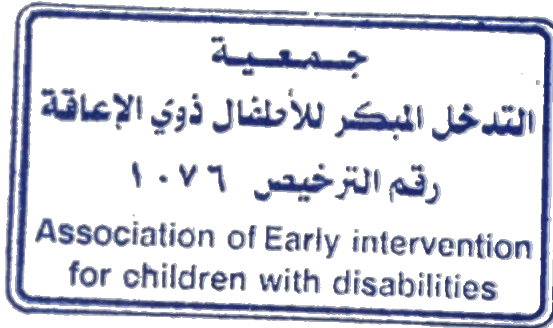 جمعية
التدخل المبكر للأطفال ذوي الإعاقة
رقم الترخيص ١٠٧٦
Association of Early intervention
for children with disabilities